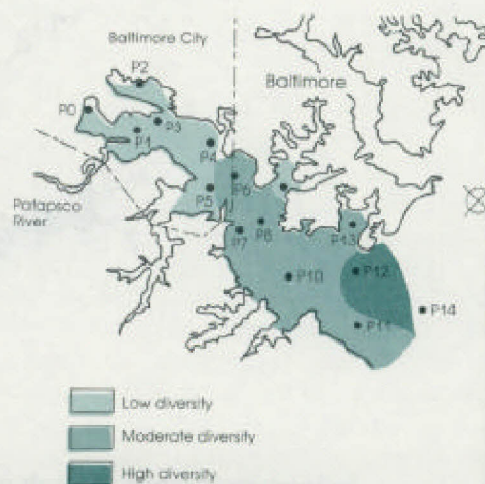 Baltimore City
P2
Baltimore
P0
P3
P1
P4
P6
Patapsco
River
P5
P8
P7
P13
P10
P12
P14
P11
Low diversity
Moderate diversity
High diversity